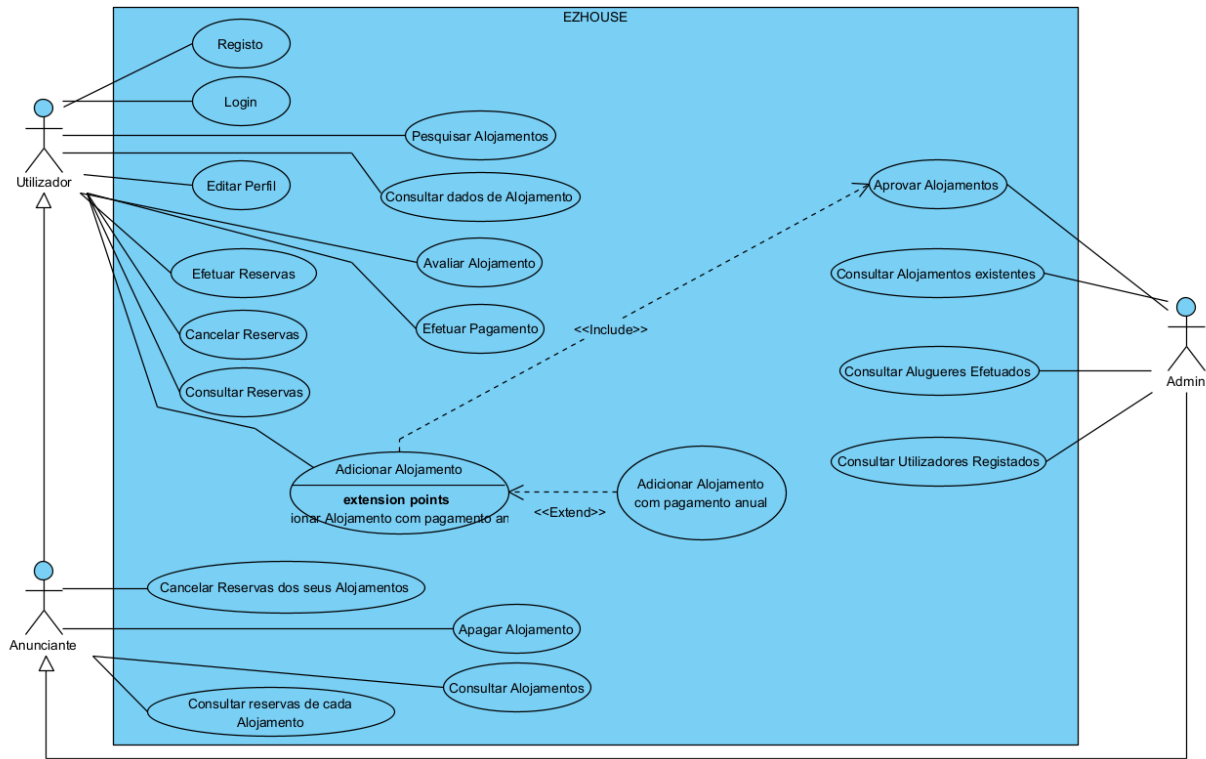 EZHOUSE
Registo
Login
Pesquisar Alojamentos
Utilizador
Editar Perfil
Consultar dados de Alojamento
Aprovar Alojamentos
Efetuar Reservas
Avaliar Alojamento
Consultar Alojamentos existentes
Cancelar Reservas
Efetuar Pagamento
<<Include>>
Consultar Reservas
Consultar Alugueres Efetuados
Admin
Adicionar Alojamento
extension points
ionar Alojamento com pagamento an
<<Extend>>
Adicionar Alojamento
com pagamento anual
Consultar Utilizadores Registados
Cancelar Reservas dos seus Alojamentos
Anunciante
Apagar Alojamento
Consultar Alojamentos
Consultar reservas de cada
Alojamento